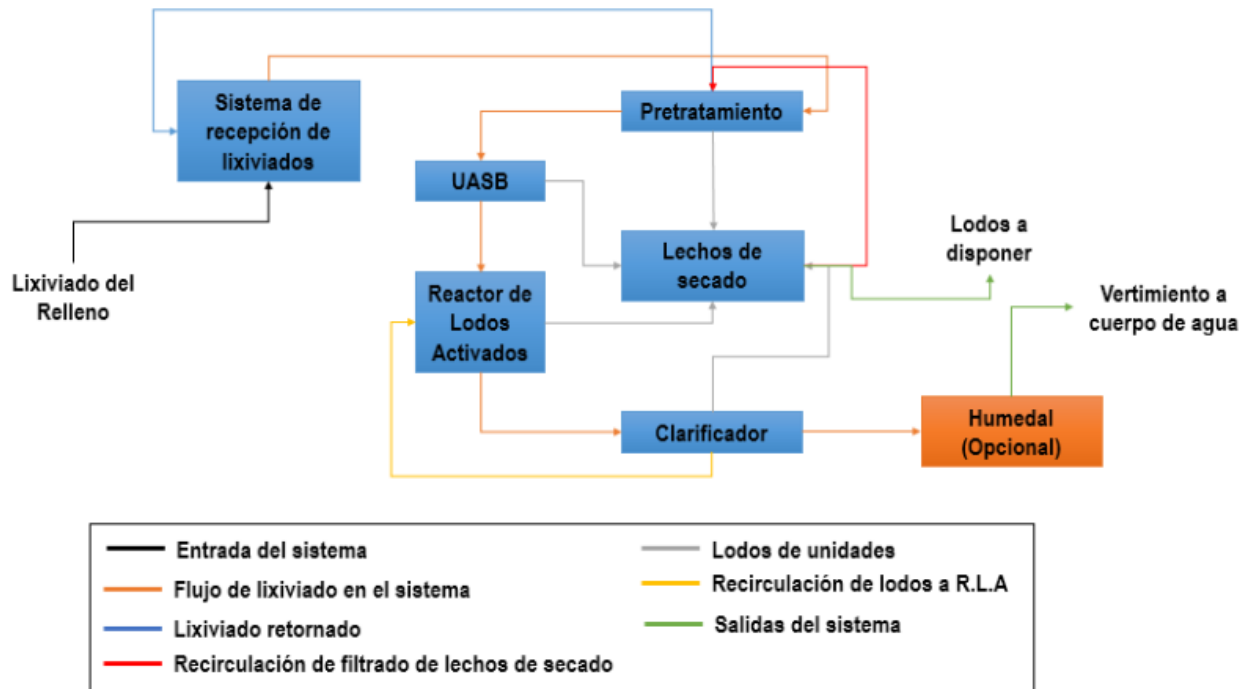 Sistema de
recepción de
lixiviados
Pretratamiento
UASB
Lechos de
secado
Lodos a
disponer
Lixiviado del
Relleno
Reactor de
Lodos
Activados
Vertimiento a
cuerpo de agua
Clarificador
Humedal
(Opcional)
Entrada del sistema
Flujo de lixiviado en el sistema
Lixiviado retornado
Recirculación de filtrado de lechos de secado
Lodos de unidades
Recirculación de lodos a R.L.A
Salidas del sistema